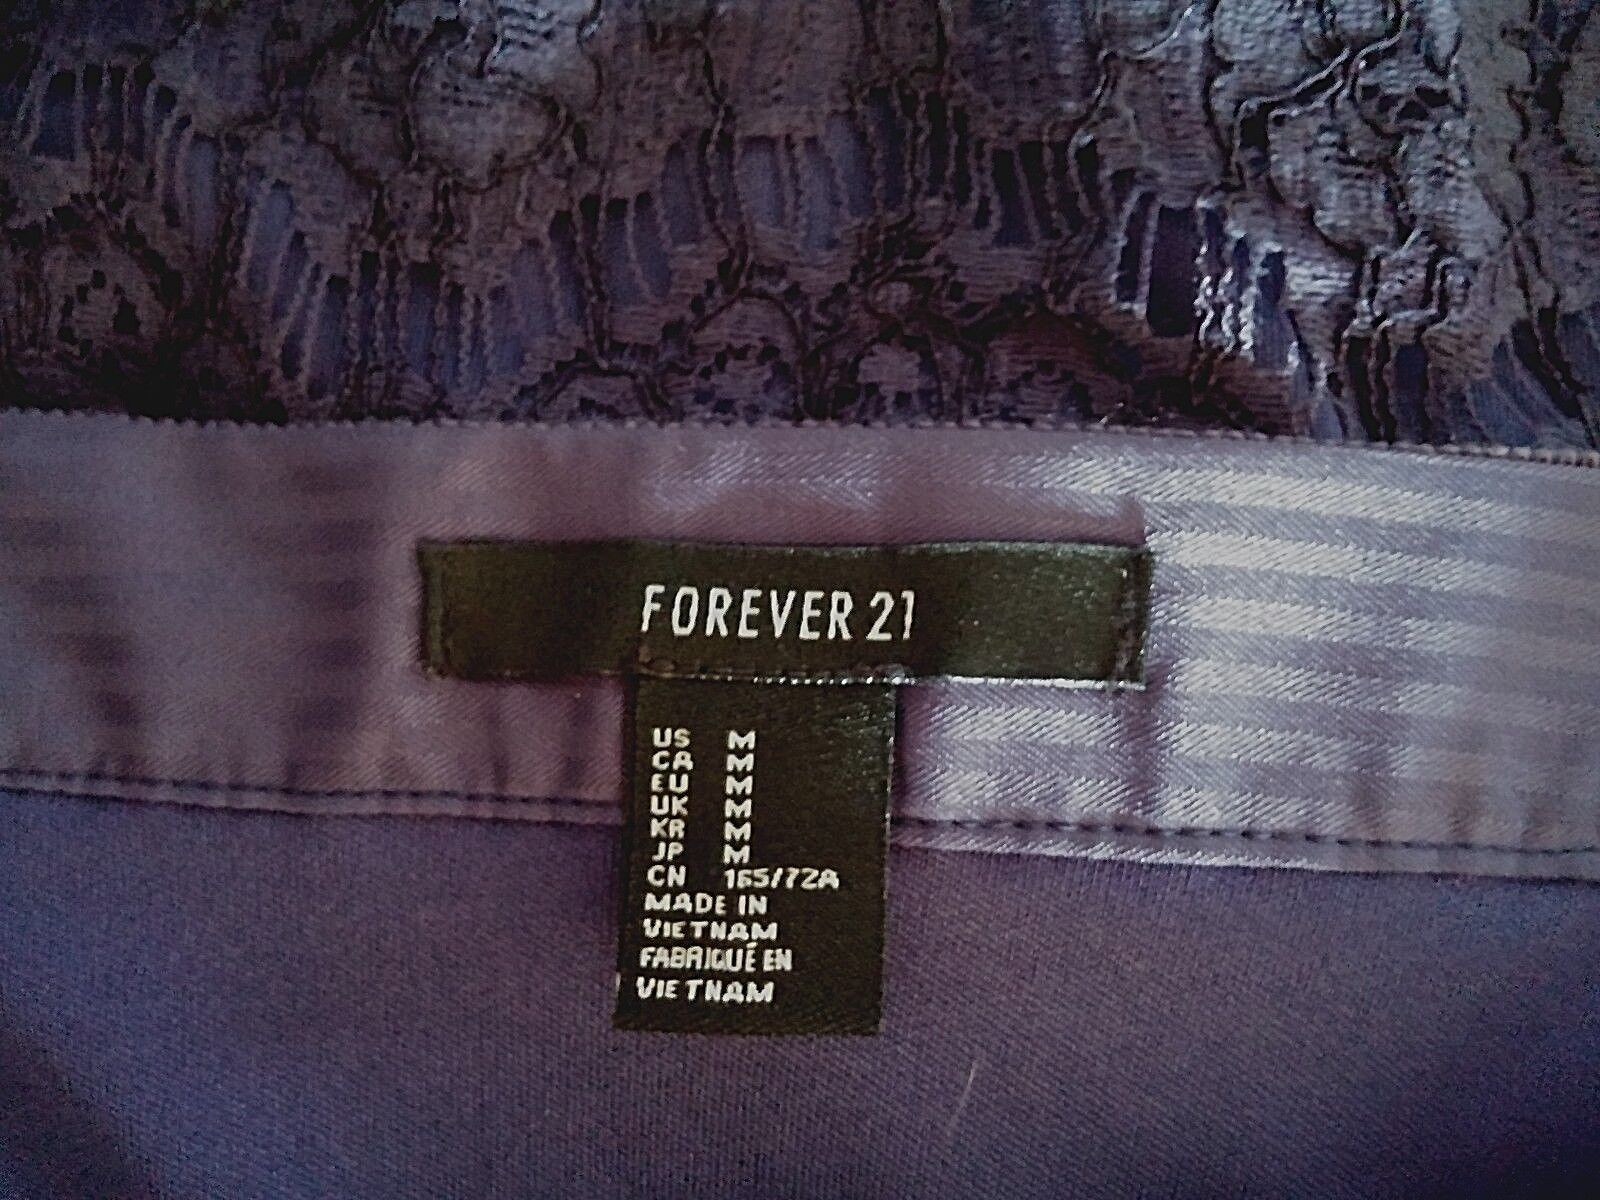 FOREVER 21
US M
CA M
EU M
UK M
KR M
JP M
CN 165/72A
MADE IN
VIETNAM
FABRIQUÉ EN
VIETNAM